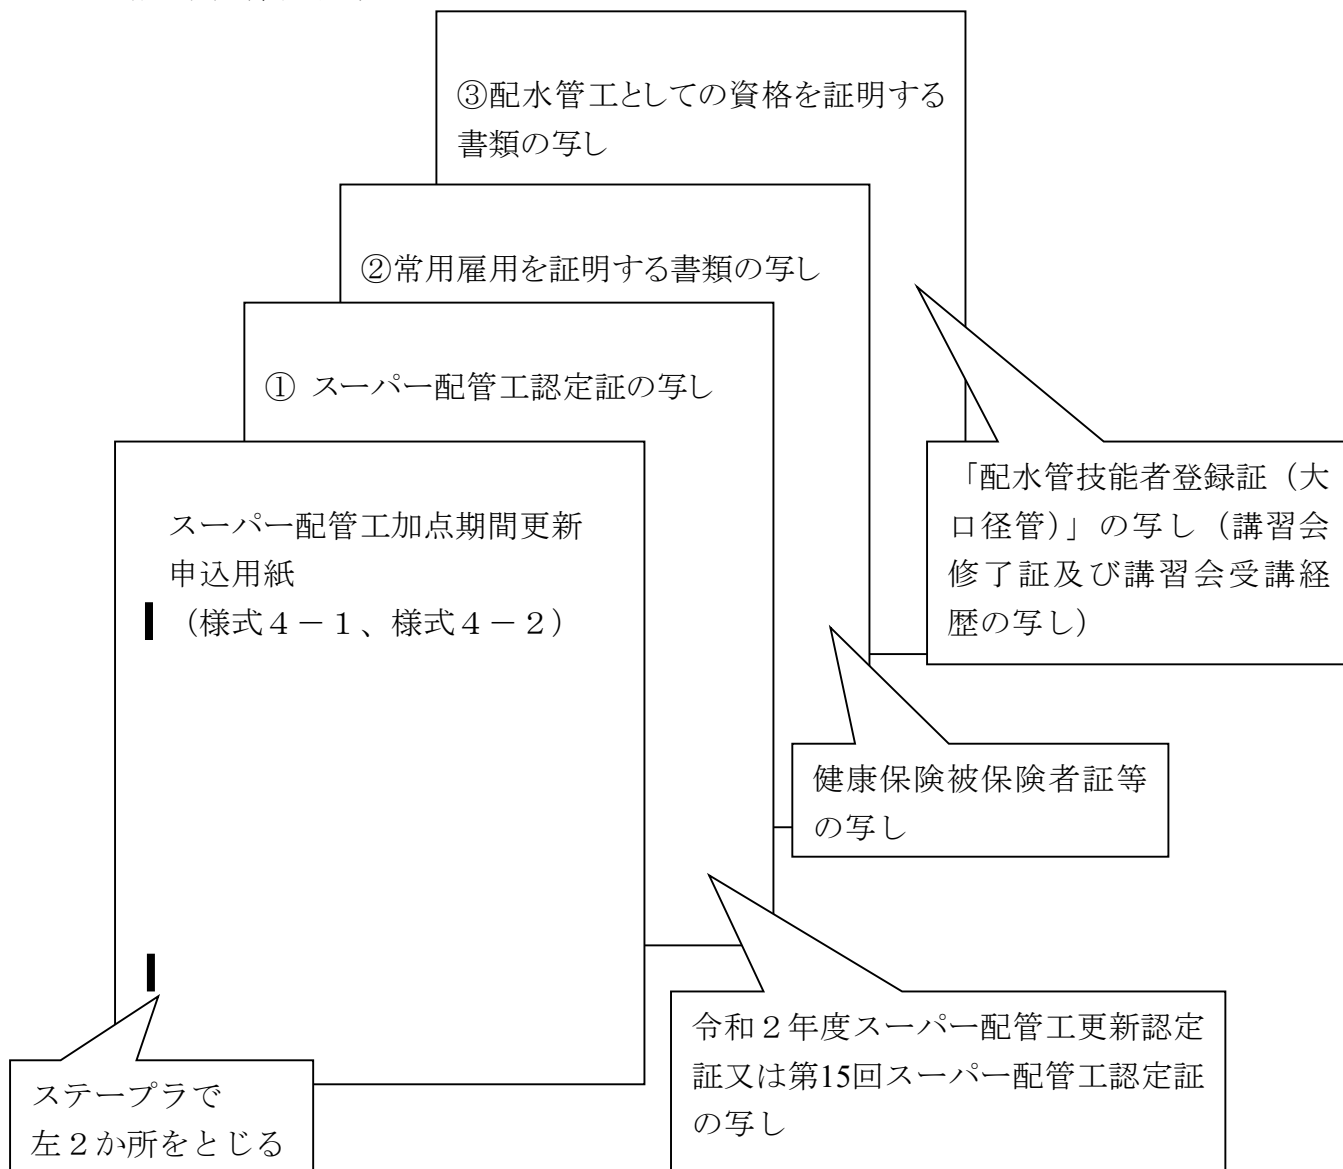 ③配水管工としての資格を証明する
書類の写し
②常用雇用を証明する書類の写し
① スーパー配管工認定証の写し
スーパー配管工加点期間更新
申込用紙
（様式４－１、様式４－２）
「配水管技能者登録証（大
口径管）」の写し（講習会
修了証及び講習会受講経
歴の写し）
健康保険被保険者証等
の写し
令和２年度スーパー配管工更新認定
証又は第15回スーパー配管工認定証
の写し
ステープラで
左２か所をとじる